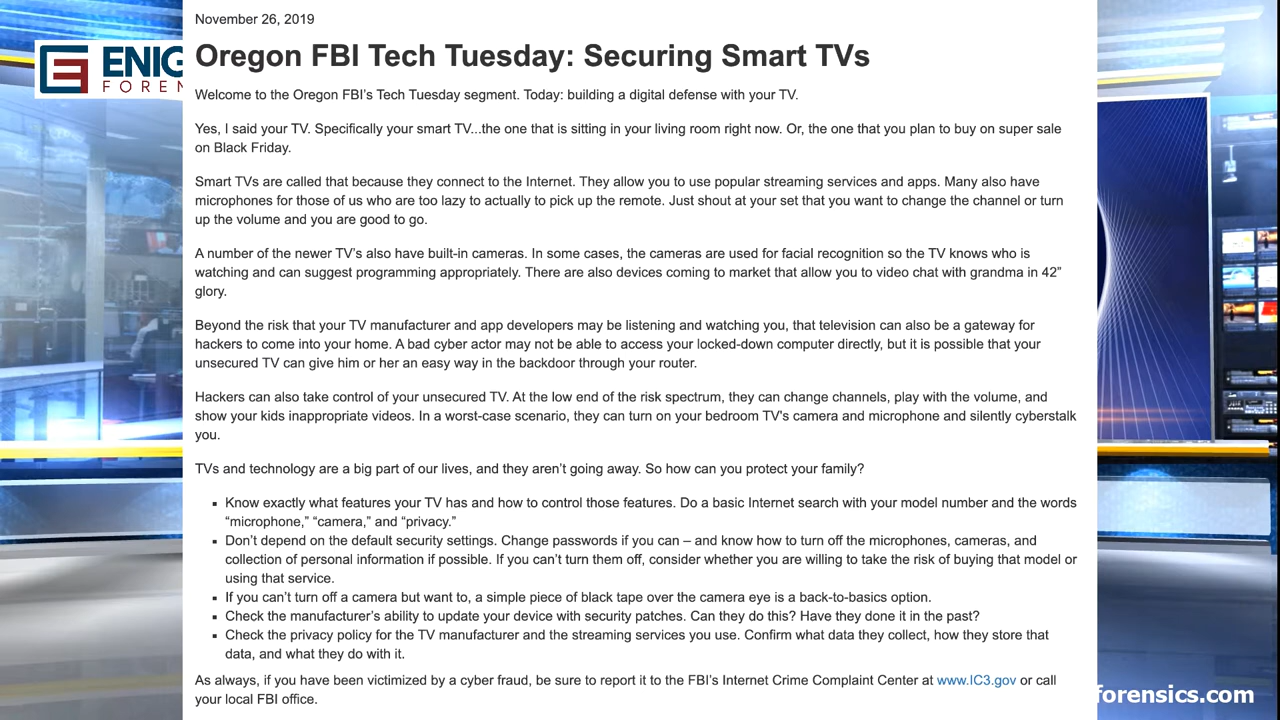 November 26, 2019
Oregon FBI Tech Tuesday: Securing Smart TVs
ENIG
FOREN
Welcome to the Oregon FBI's Tech Tuesday segment. Today: building a digital defense with your TV.
Yes, I said your TV. Specifically your smart TV...the one that is sitting in your living room right now. Or, the one that you plan to buy on super sale
on Black Friday.
Smart TVs are called that because they connect to the Internet. They allow you to use popular streaming services and apps. Many also have
microphones for those of us who are too lazy to actually to pick up the remote. Just shout at your set that you want to change the channel or turn
up the volume and you are good to go.
A number of the newer TV's also have built-in cameras. In some cases, the cameras are used for facial recognition so the TV knows who is
watching and can suggest programming appropriately. There are also devices coming to market that allow you to video chat with grandma in 42”
glory.
Beyond the risk that your TV manufacturer and app developers may be listening and watching you, that television can also be a gateway for
hackers to come into your home. A bad cyber actor may not be able to access your locked-down computer directly, but it is possible that your
unsecured TV can give him or her an easy way in the backdoor through your router.
Hackers can also take control of your unsecured TV. At the low end of the risk spectrum, they can change channels, play with the volume, and
show your kids inappropriate videos. In a worst-case scenario, they can turn on your bedroom TV's camera and microphone and silently cyberstalk
you.
TVs and technology are a big part of our lives, and they aren't going away. So how can you protect your family?
▪ Know exactly what features your TV has and how to control those features. Do a basic Internet search with your model number and the words
“microphone,” “camera,” and “privacy.”
▪ Don't depend on the default security settings. Change passwords if you can – and know how to turn off the microphones, cameras, and
collection of personal information if possible. If you can't turn them off, consider whether you are willing to take the risk of buying that model or
using that service.
▪ If you can't turn off a camera but want to, a simple piece of black tape over the camera eye is a back-to-basics option.
▪ Check the manufacturer's ability to update your device with security patches. Can they do this? Have they done it in the past?
▪ Check the privacy policy for the TV manufacturer and the streaming services you use. Confirm what data they collect, how they store that
data, and what they do with it.
As always, if you have been victimized by a cyber fraud, be sure to report it to the FBI's Internet Crime Complaint Center at www.IC3.gov or call
your local FBI office.
forensics.com